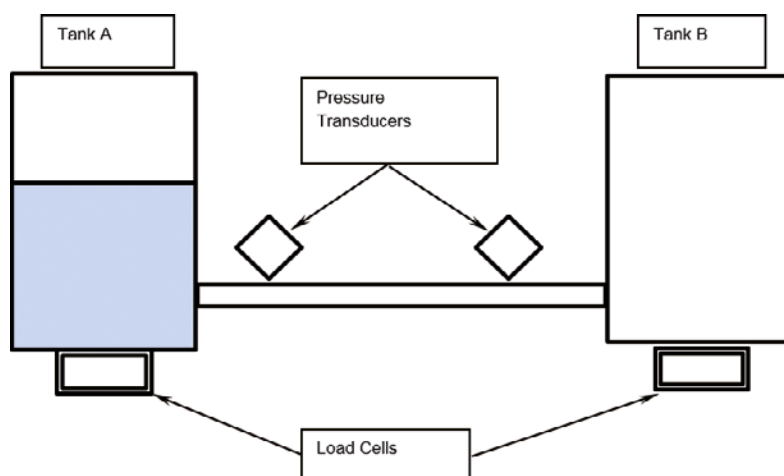 Tank A
Tank B
Pressure
Transducers
Load Cells